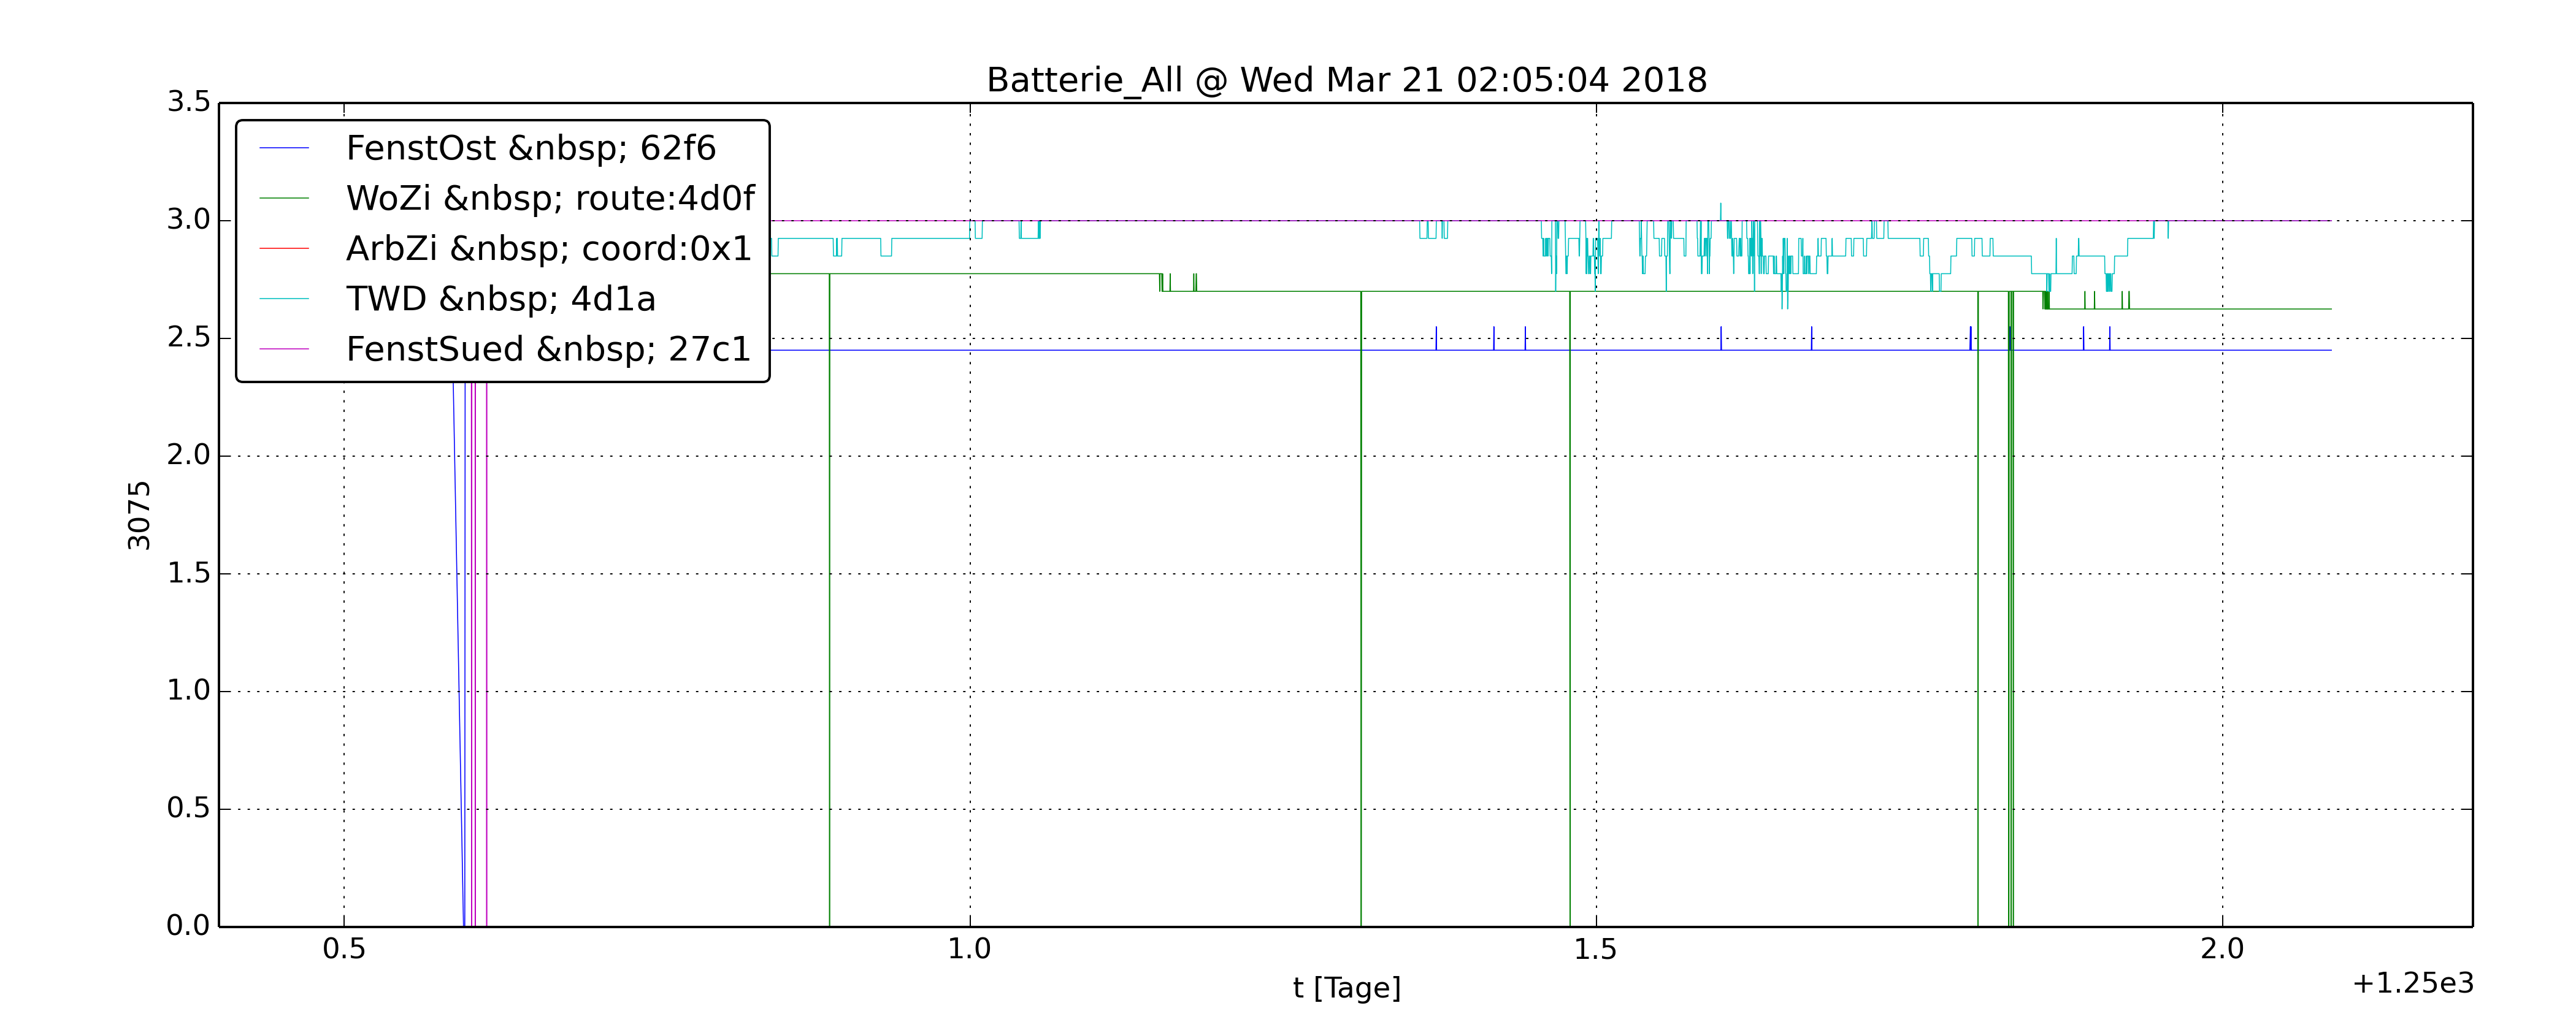 Batterie_All @ Wed Mar 21 02:05:04 2018
3.5
3.0
2.5
2.0
1.5
1.0
0.5
0.0
3075
FenstOst &nbsp; 62f6
WoZi &nbsp; route:4d0f
ArbZi &nbsp; coord:0x1
TWD &nbsp; 4d1a
FenstSued &nbsp; 27c1
0.5 1.0 1.5 2.0
+1.25e3
t [Tage]